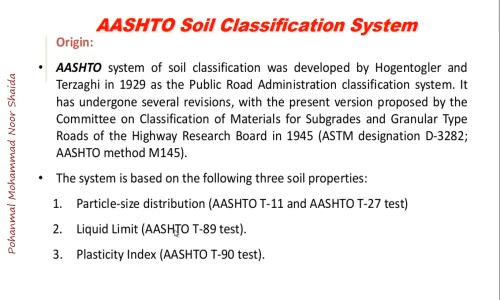 AASHTO Soil Classification System
Origin:
• AASHTO system of soil classification was developed by Hogentogler and
Terzaghi in 1929 as the Public Road Administration classification system. It
has undergone several revisions, with the present version proposed by the
Committee on Classification of Materials for Subgrades and Granular Type
Roads of the Highway Research Board in 1945 (ASTM designation D-3282;
AASHTO method M145).
• The system is based on the following three soil properties:
1. Particle-size distribution (AASHTO T-11 and AASHTO T-27 test)
2. Liquid Limit (AASHTO T-89 test).
3. Plasticity Index (AASHTO T-90 test).
Pohanmal Mohammad Noor Shaida